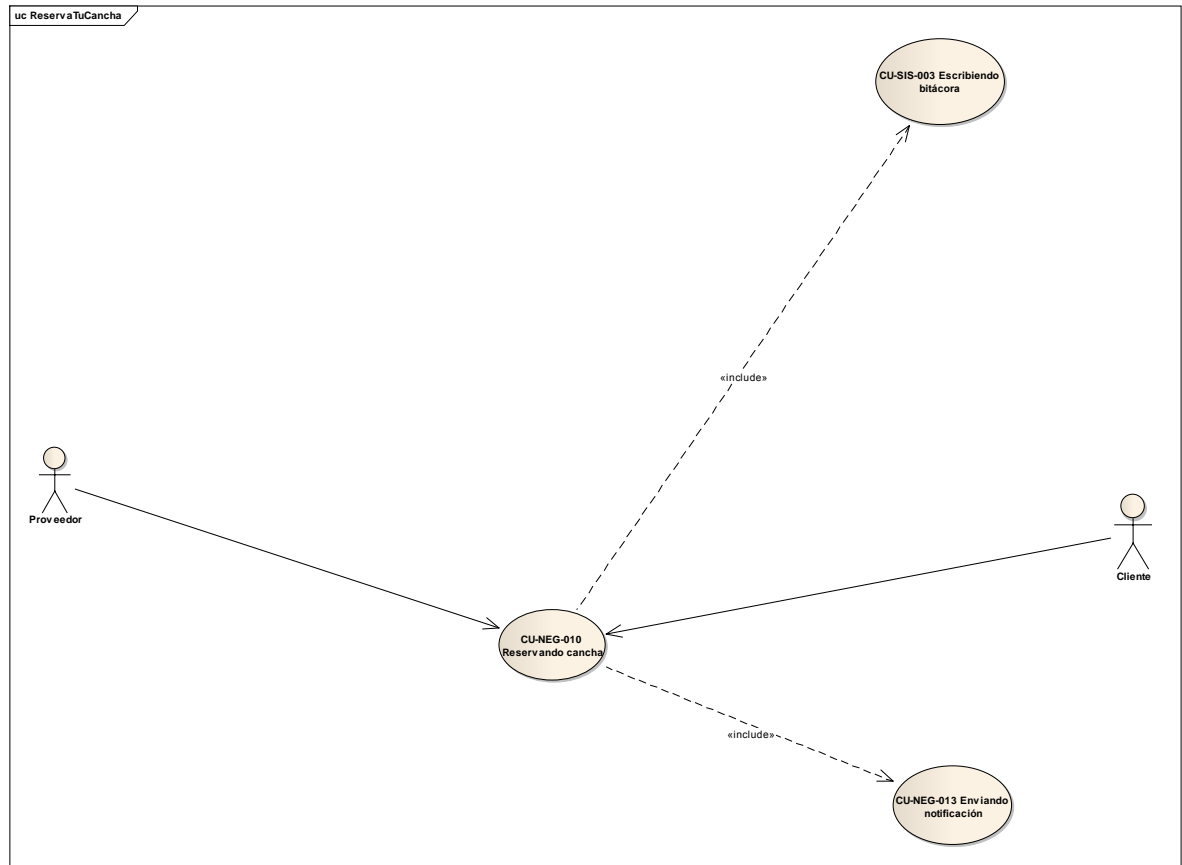 uc ReservaTuCancha
CU-SIS-003 Escribiendo
bitácora
«include»
Proveedor
Cliente
CU-NEG-010
Reservando cancha
«include»
CU-NEG-013 Enviando
notificación